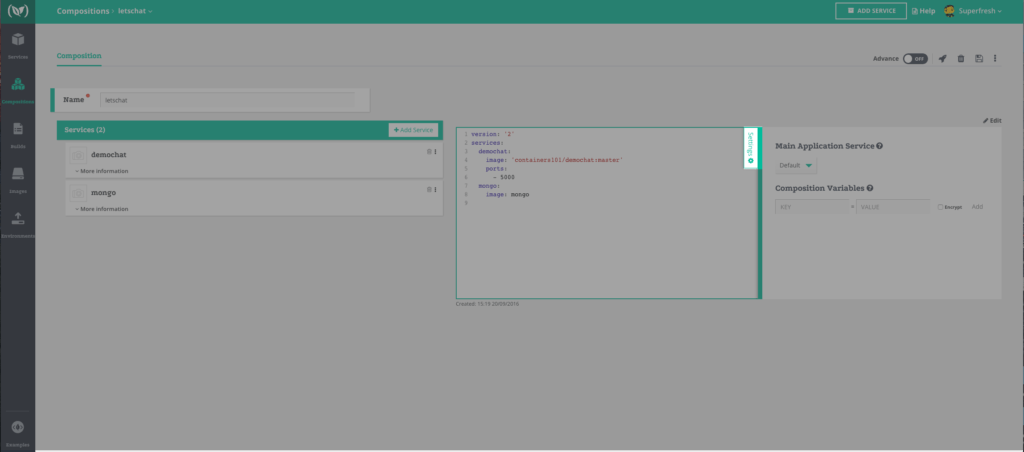 Compositions › letschat
ADD SERVICE
Help
Superfresh
Services
Compositions
Builds
Images
Environments
Examples
Composition
Advance
OFF
Name *
letschat
Edit
Services (2)
+ Add Service
demochat
+ More information
mongo
+ More information
1 version: '2'
2 services:
3 demochat:
4 image: 'containers101/demochat:master'
5 ports:
6 - 5000
7 mongo:
8 image: mongo
9
Settings
Main Application Service
Default
Composition Variables
KEY
=
VALUE
Encrypt
Add
Created: 15:15 20/09/2016